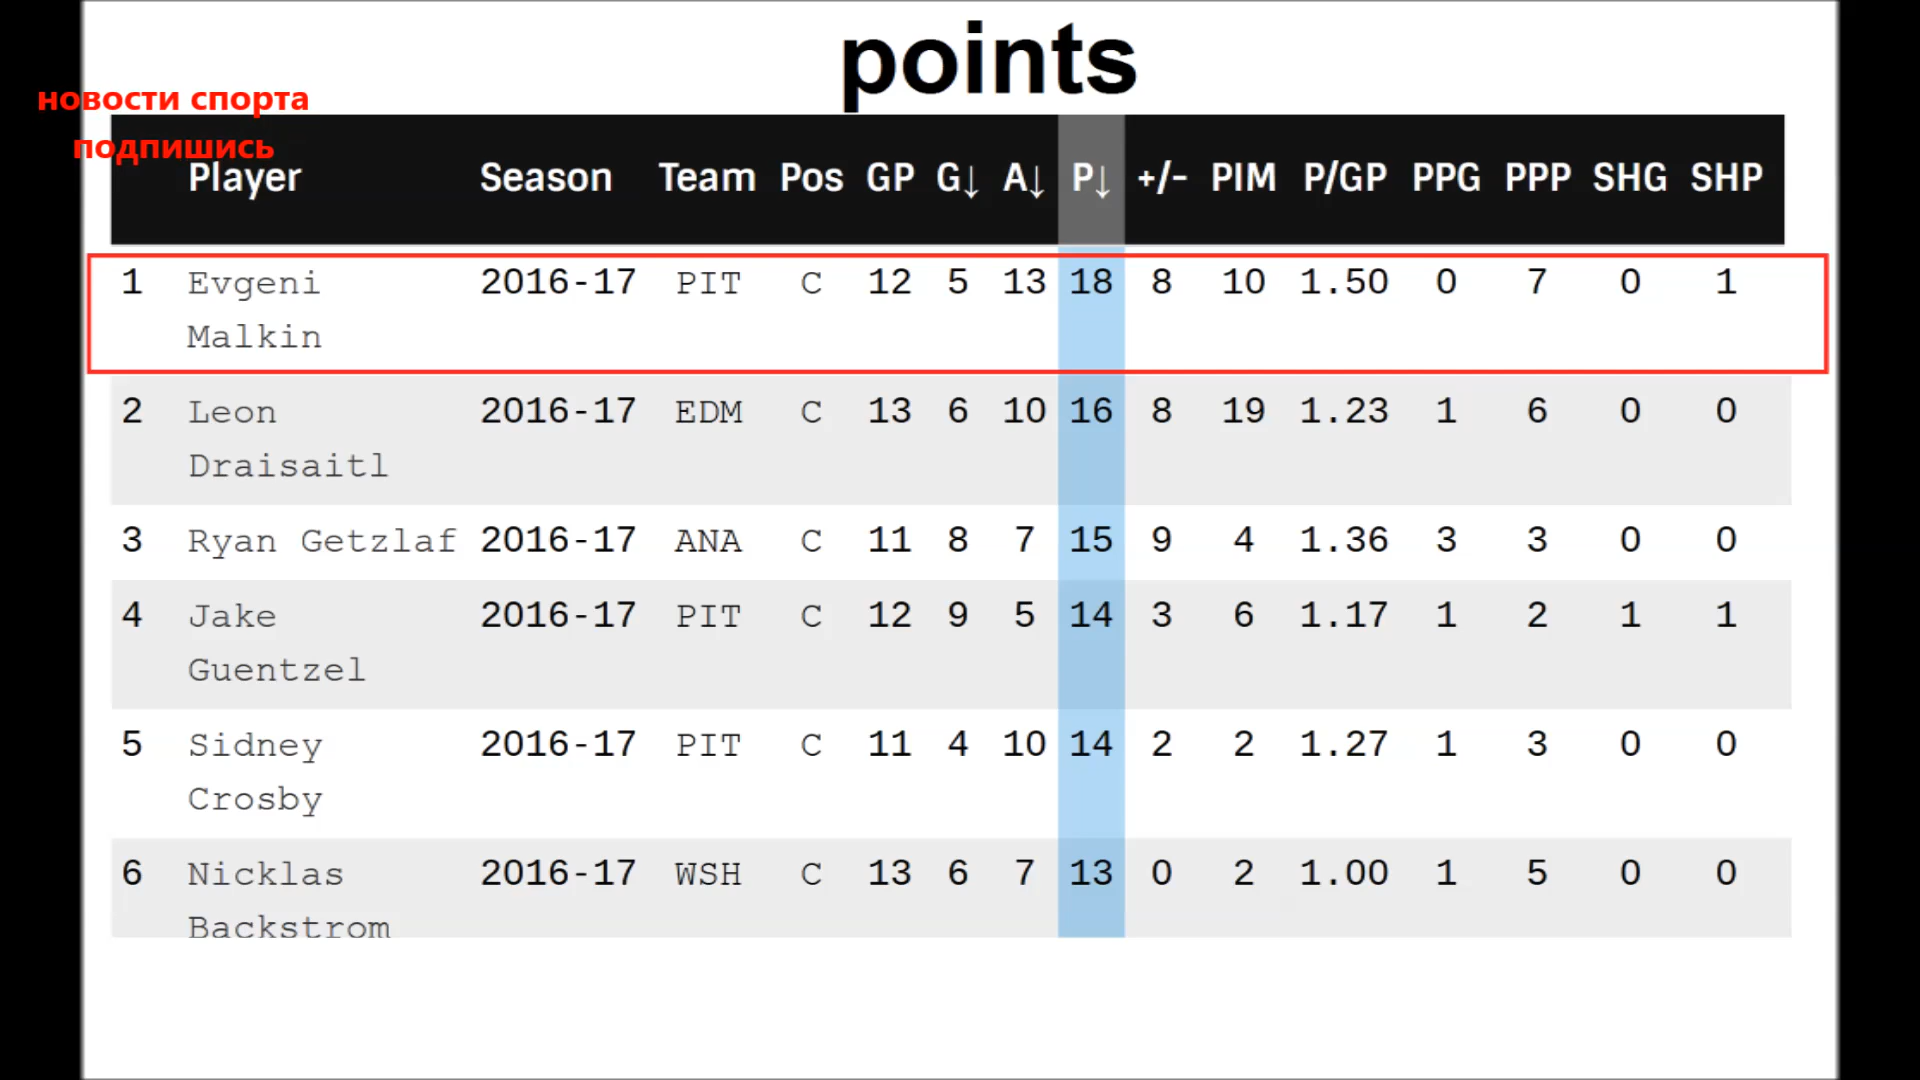 points
новости спорта
подпишись
Player Season Team Pos GP G↓ A↓ P↓ +/- PIM P/GP PPG PPP SHG SHP
1 Evgeni 2016-17 PIT C 12 5 13 18 8 10 1.50 0 7 0 1
Malkin
2 Leon 2016-17 EDM C 13 6 10 16 8 19 1.23 1 6 0 0
Draisaitl
3 Ryan Getzlaf 2016-17 ANA C 11 8 7 15 9 4 1.36 3 3 0 0
4 Jake 2016-17 PIT C 12 9 5 14 3 6 1.17 1 2 1 1
Guentzel
5 Sidney 2016-17 PIT C 11 4 10 14 2 2 1.27 1 3 0 0
Crosby
6 Nicklas 2016-17 WSH C 13 6 7 13 0 2 1.00 1 5 0 0
Backstrom